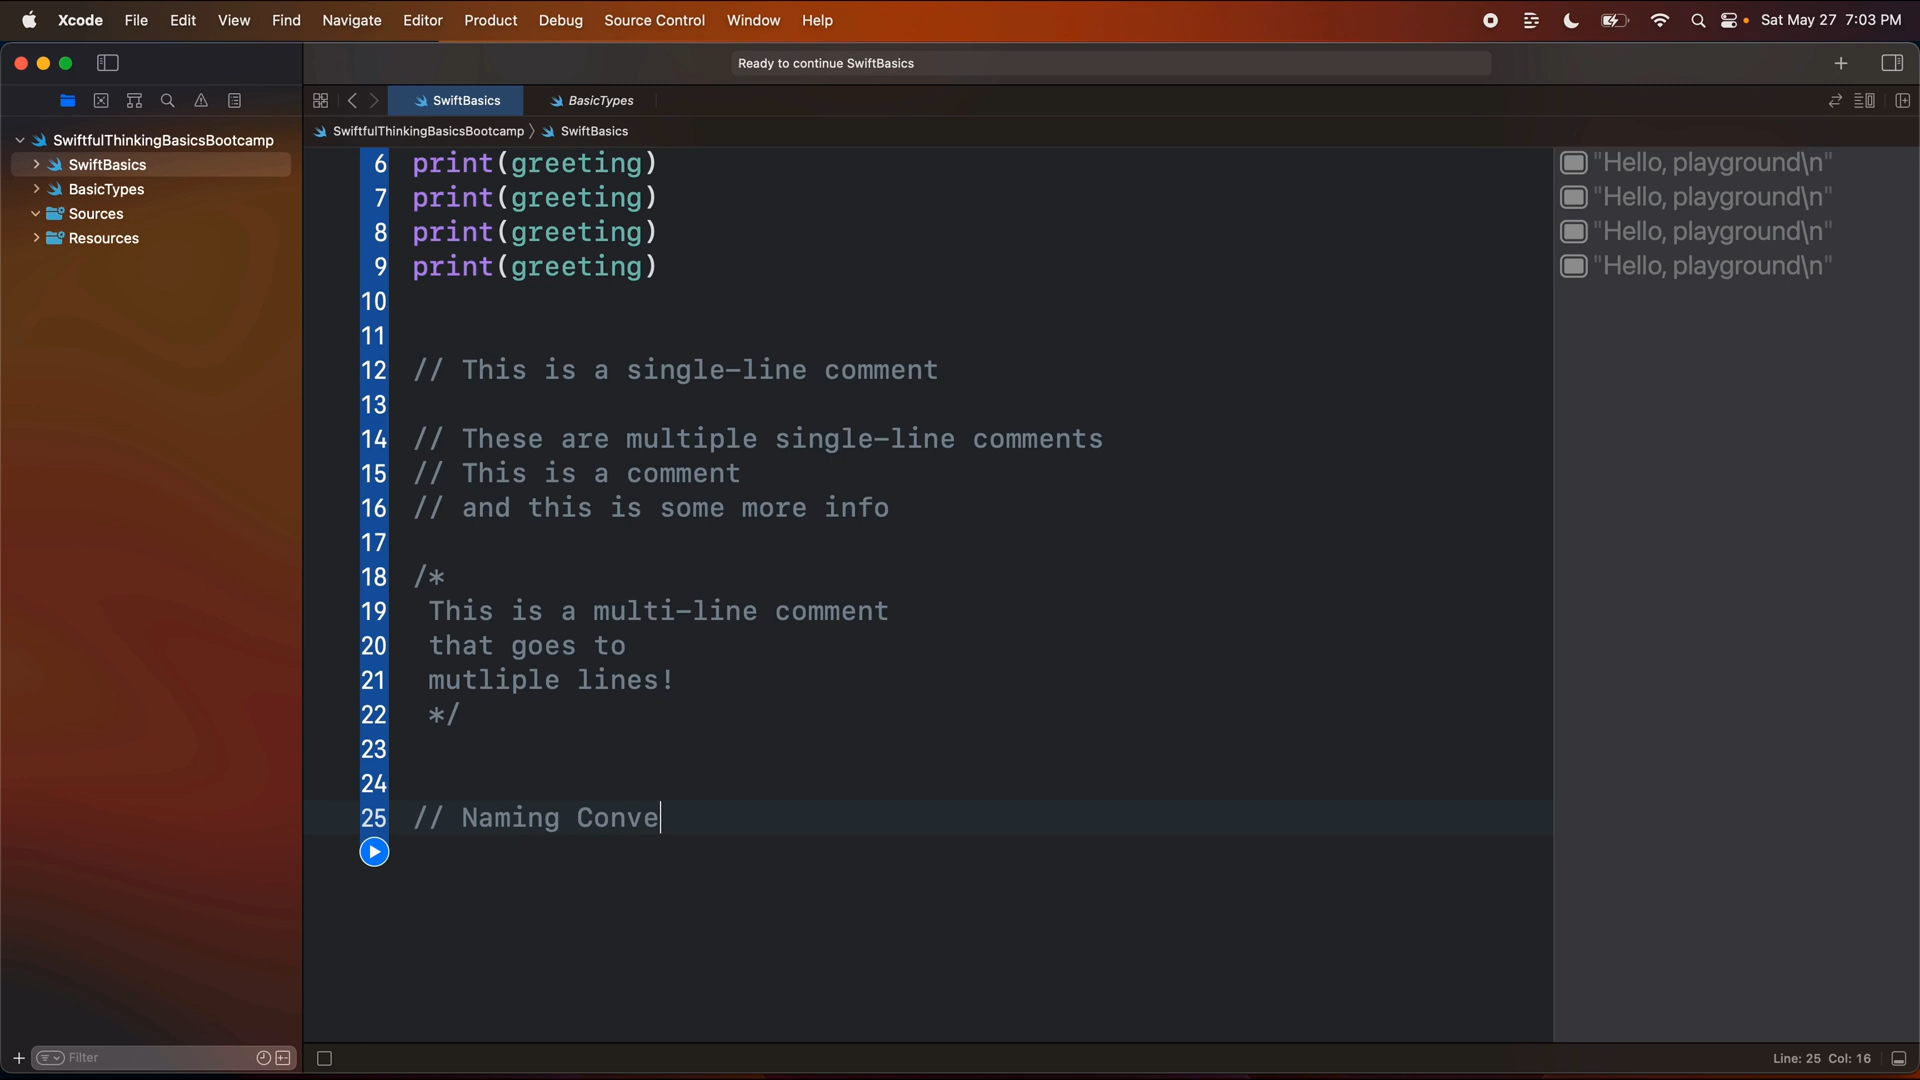 Xcode File Edit View Find Navigate Editor Product Debug Source Control Window Help Sat May 27 7:03 PM
Ready to continue SwiftBasics
SwiftBasics BasicTypes
SwiftfulThinkingBasicsBootcamp SwiftBasics
SwiftfulThinkingBasicsBootcamp
SwiftBasics
BasicTypes
Sources
Resources
6 print(greeting) "Hello, playground\n"
7 print(greeting) "Hello, playground\n"
8 print(greeting) "Hello, playground\n"
9 print(greeting) "Hello, playground\n"
10
11
12 // This is a single-line comment
13
14 // These are multiple single-line comments
15 // This is a comment
16 // and this is some more info
17
18 /*
19 This is a multi-line comment
20 that goes to
21 mutliple lines!
22 */
23
24
25 // Naming Conve
Filter
Line: 25 Col: 16